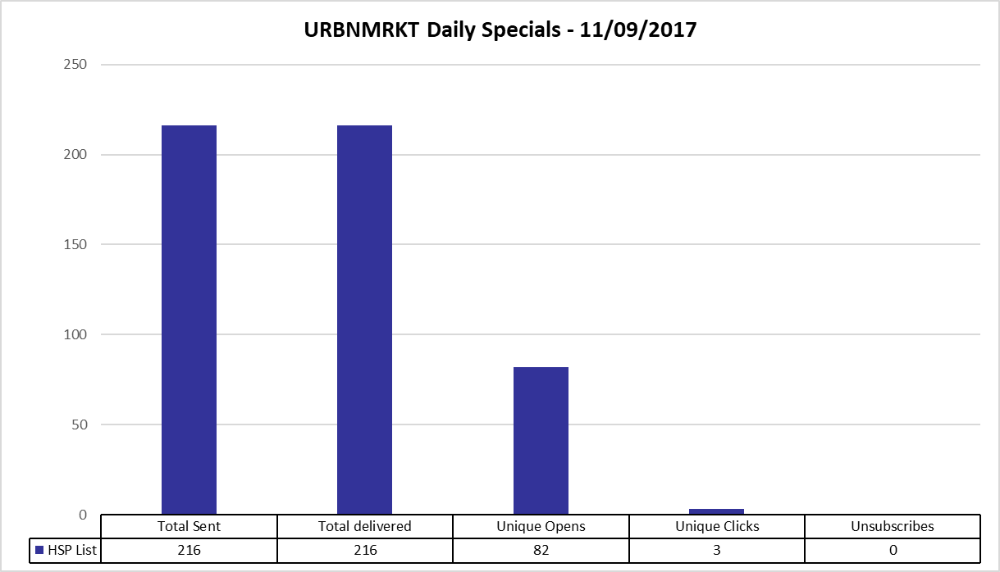 URBNMRKT Daily Specials - 11/09/2017
250
200
150
100
50
0
Total Sent Total delivered Unique Opens Unique Clicks Unsubscribes
HSP List 216 216 82 3 0